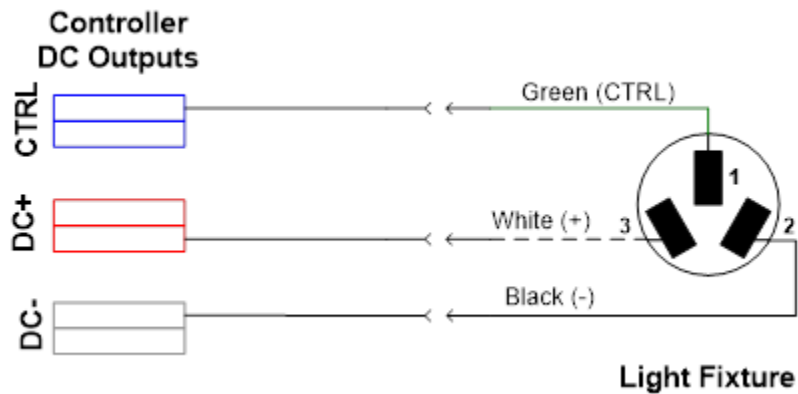 Controller
DC Outputs
CTRL
Green (CTRL)
1
DC+
White (+)
3
2
DC-
Black (-)
Light Fixture